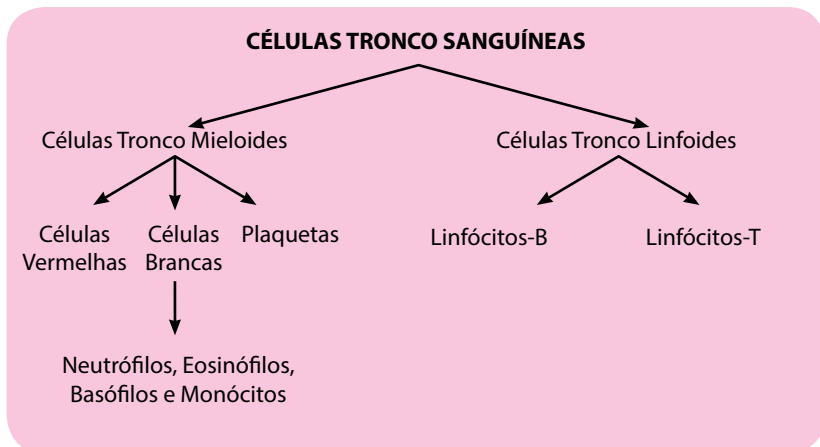 CÉLULAS TRONCO SANGUÍNEAS
Células Tronco Mieloides
Células Tronco Linfoides
Células
Vermelhas
Células
Brancas
Plaquetas
Linfócitos-B
Linfócitos-T
Neutrófilos, Eosinófilos,
Basófilos e Monócitos